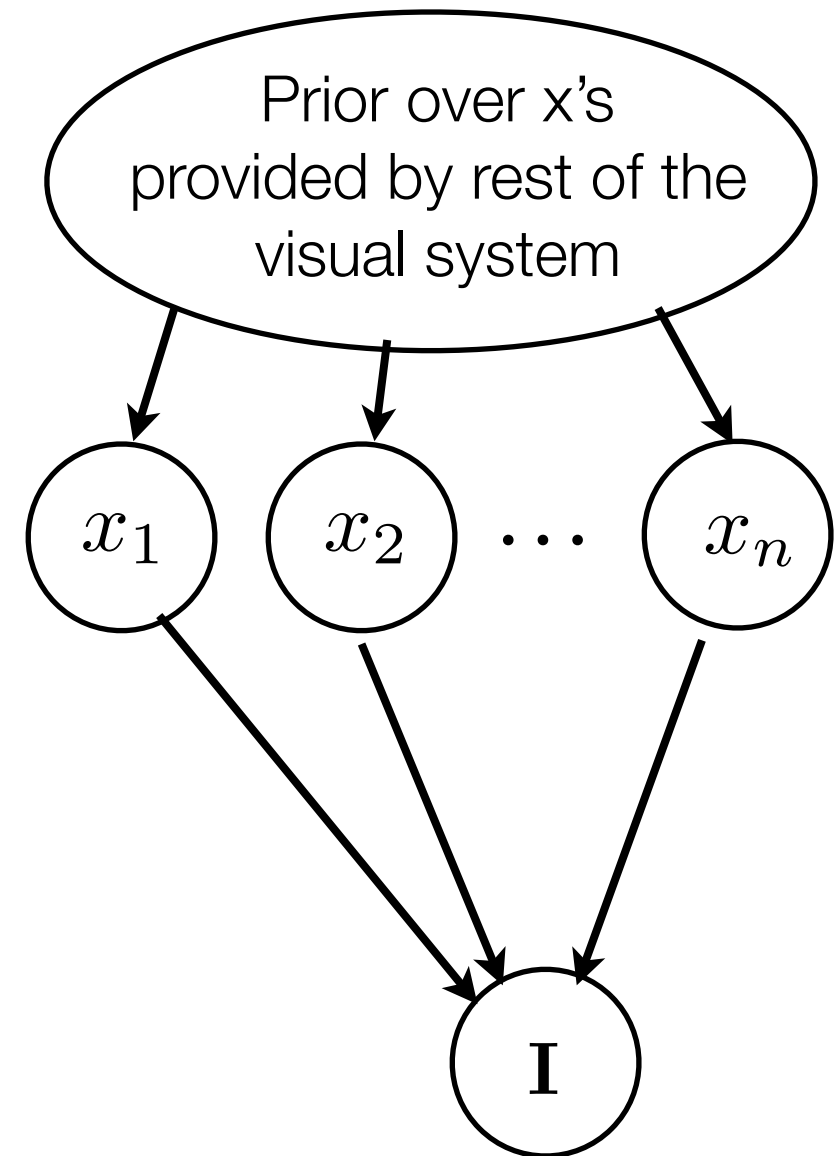 Prior over x's
provided by rest of the
visual system
x₁ x₂ ... xₙ
I